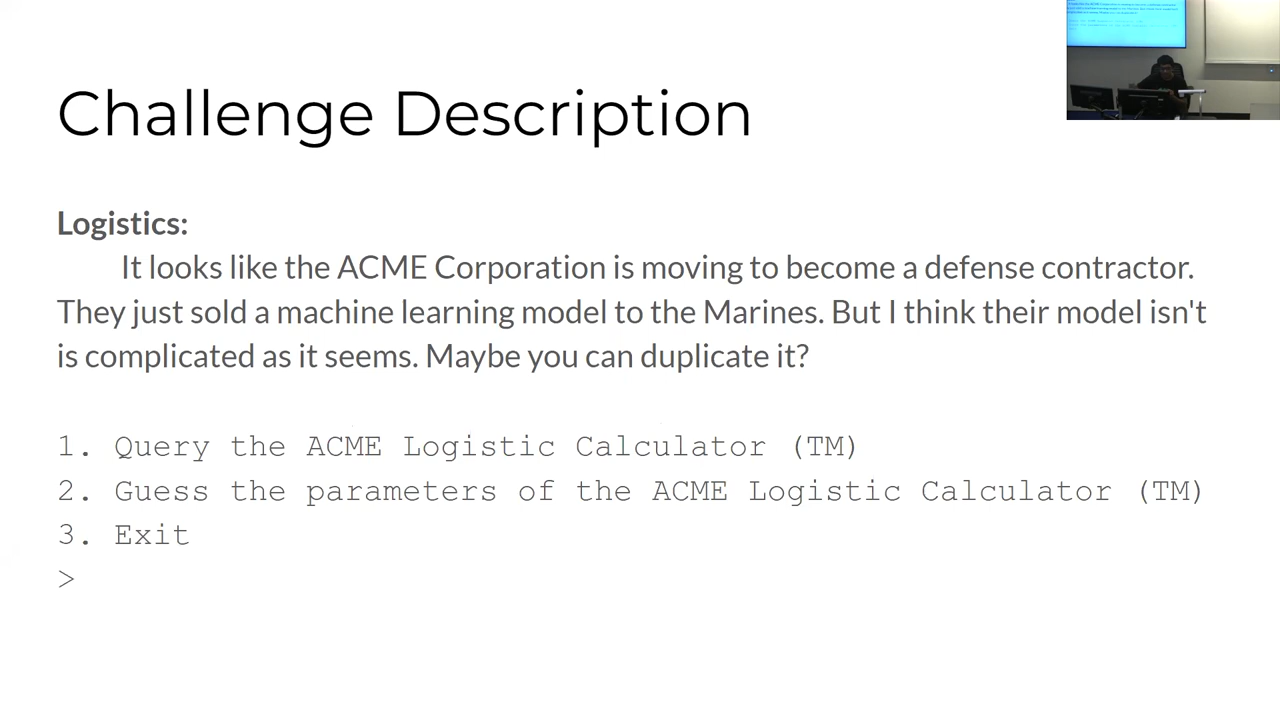 Challenge Description
Logistics:
It looks like the ACME Corporation is moving to become a defense contractor.
They just sold a machine learning model to the Marines. But I think their model isn't
is complicated as it seems. Maybe you can duplicate it?
1. Query the ACME Logistic Calculator (TM)
2. Guess the parameters of the ACME Logistic Calculator (TM)
3. Exit
>